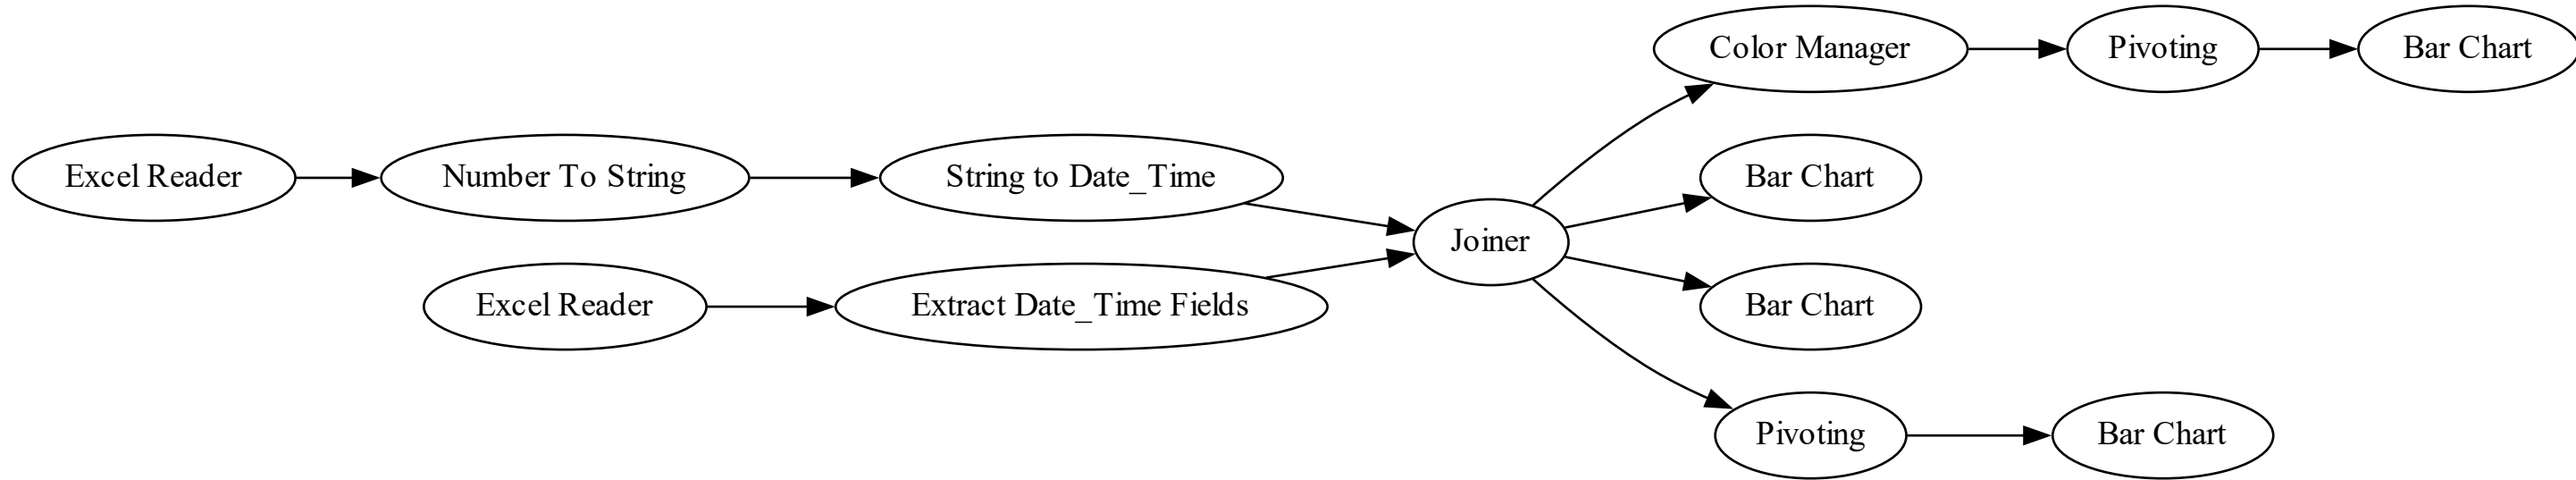 Color Manager
Pivoting
Bar Chart
Excel Reader
Number To String
String to Date_Time
Bar Chart
Joiner
Excel Reader
Extract Date_Time Fields
Bar Chart
Pivoting
Bar Chart